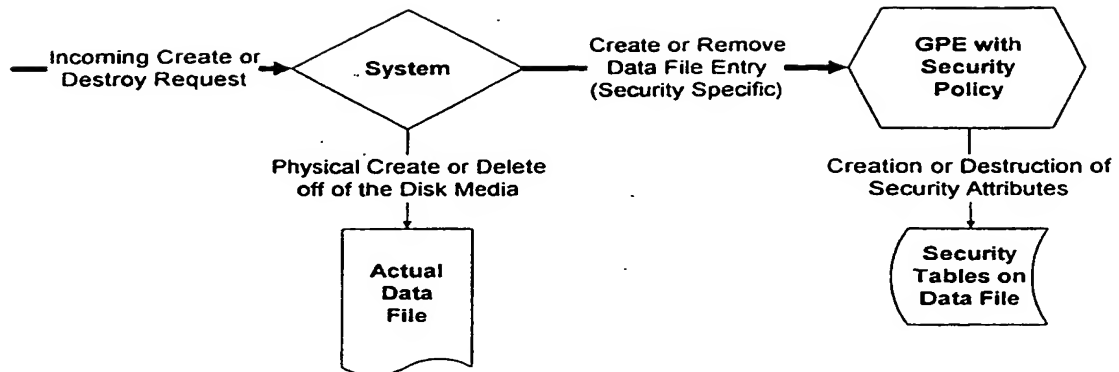 Incoming Create or
Destroy Request
System
Create or Remove
Data File Entry
(Security Specific)
GPE with
Security
Policy
Physical Create or Delete
off of the Disk Media
Creation or Destruction of
Security Attributes
Actual
Data
File
Security
Tables on
Data File